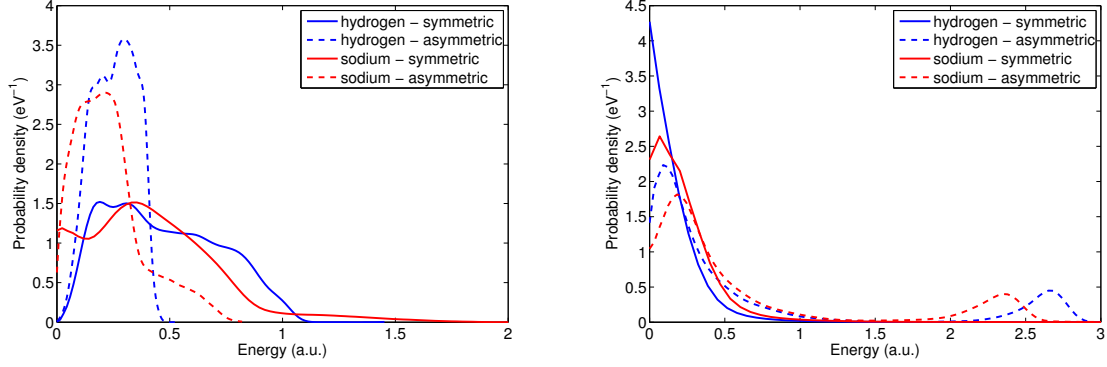 4
3.5
3
2.5
2
1.5
1
0.5
0
Probability density (eV−1)
0 0.5 1 1.5 2
Energy (a.u.)
hydrogen − symmetric
hydrogen − asymmetric
sodium − symmetric
sodium − asymmetric
5
4.5
4
3.5
3
2.5
2
1.5
1
0.5
0
Probability density (eV−1)
0 0.5 1 1.5 2 2.5 3
Energy (a.u.)
hydrogen − symmetric
hydrogen − asymmetric
sodium − symmetric
sodium − asymmetric